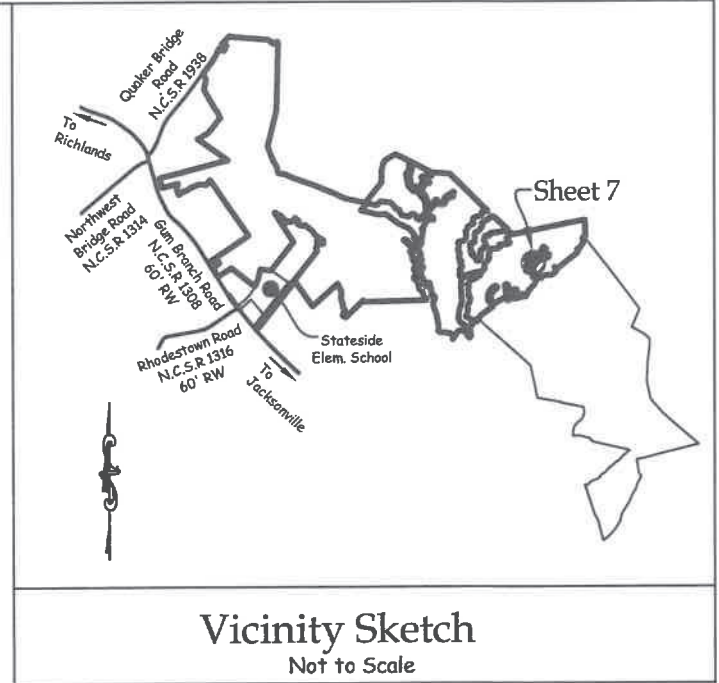 Quaker Bridge
Road
N.C.S.R 1938
To
Richlands
Northwest
Bridge Road
N.C.S.R 1314
Gum Branch Road
N.C.S.R 1308
60' RW
Sheet 7
Rhodestown Road
N.C.S.R 1316
60' RW
Stateside
Elem. School
To
Jacksonville
Vicinity Sketch
Not to Scale